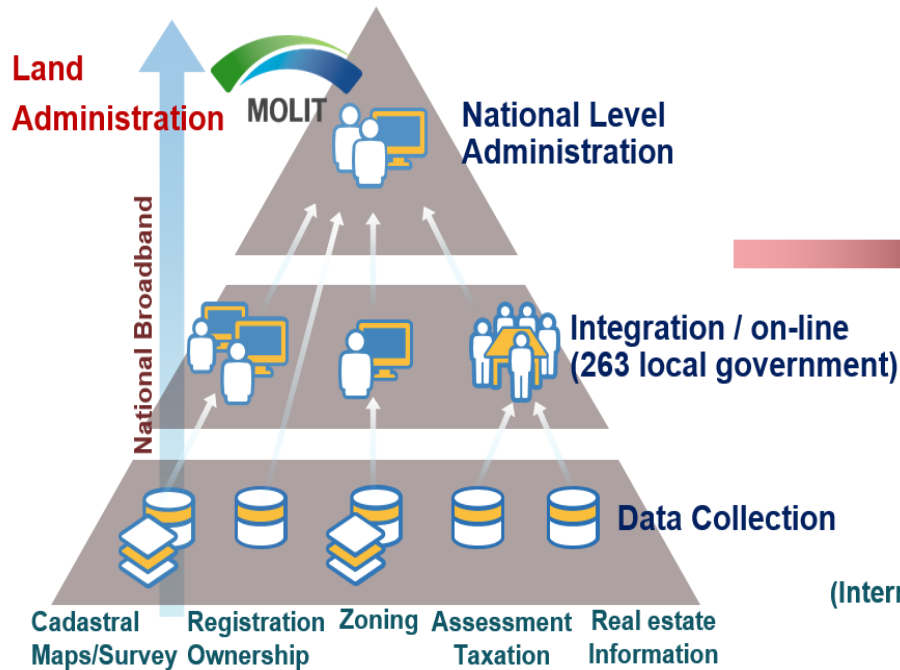 Land
Administration
MOLIT
National Level
Administration
National Broadband
Integration / on-line
(263 local government)
Data Collection
Cadastral
Maps/Survey
Registration
Ownership
Zoning
Assessment
Taxation
Real estate
Information